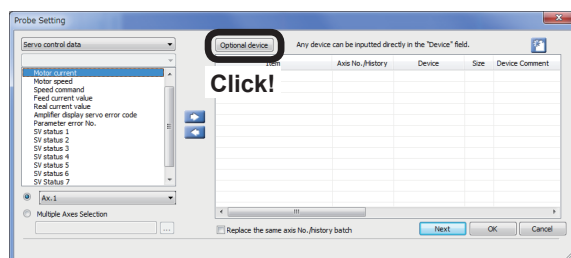 Probe Setting
Servo control data
Optional device
Any device can be inputted directly in the "Device" field.
Click!
Item Axis No./History Device Size Device Comment
Motor current
Motor speed
Speed command
Feed current value
Real current value
Amplifier display servo error code
Parameter error No.
SV status 1
SV status 2
SV status 3
SV status 4
SV status 5
SV status 6
SV Status 7
Ax.1
Multiple Axes Selection
...
Replace the same axis No./history batch
Next
OK
Cancel